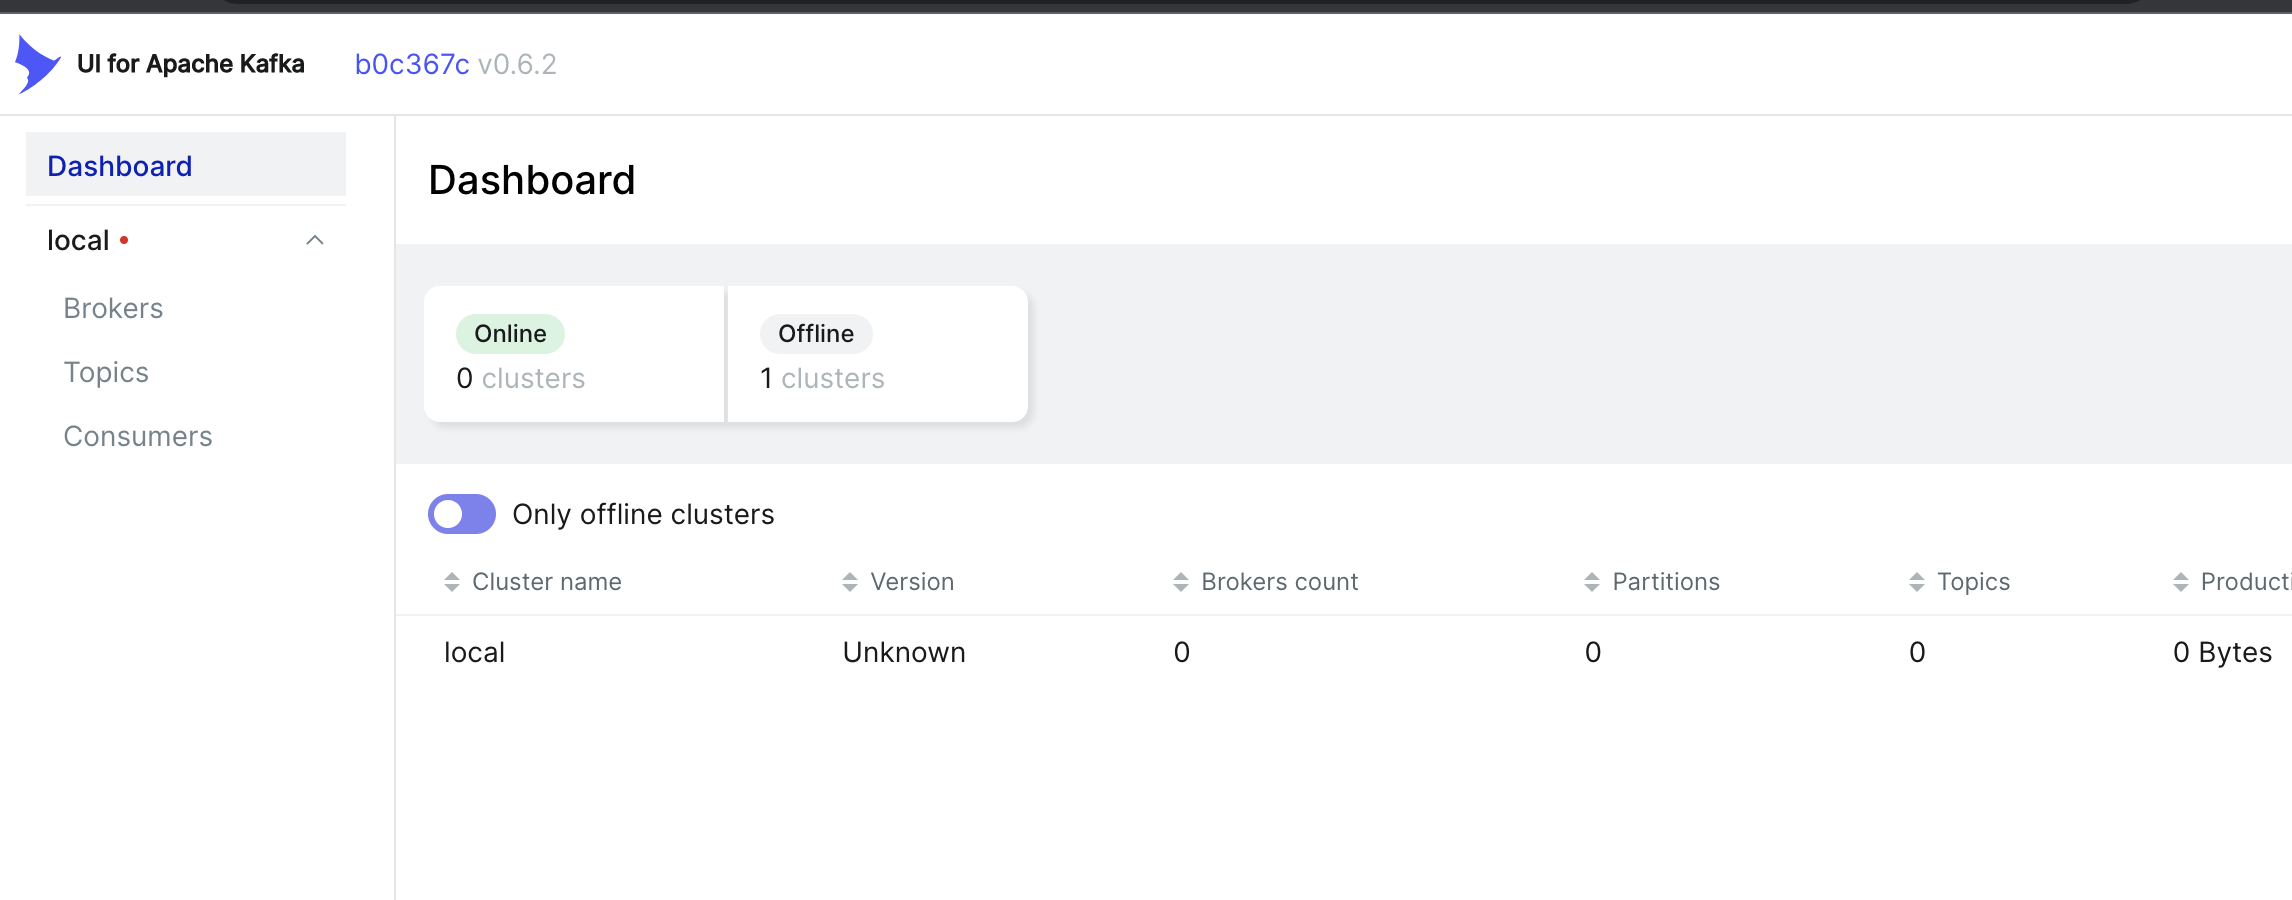 UI for Apache Kafka b0c367c v0.6.2
Dashboard
local
Brokers
Topics
Consumers
Dashboard
Online
0 clusters
Offline
1 clusters
Only offline clusters
Cluster name Version Brokers count Partitions Topics Producti
local Unknown 0 0 0 0 Bytes